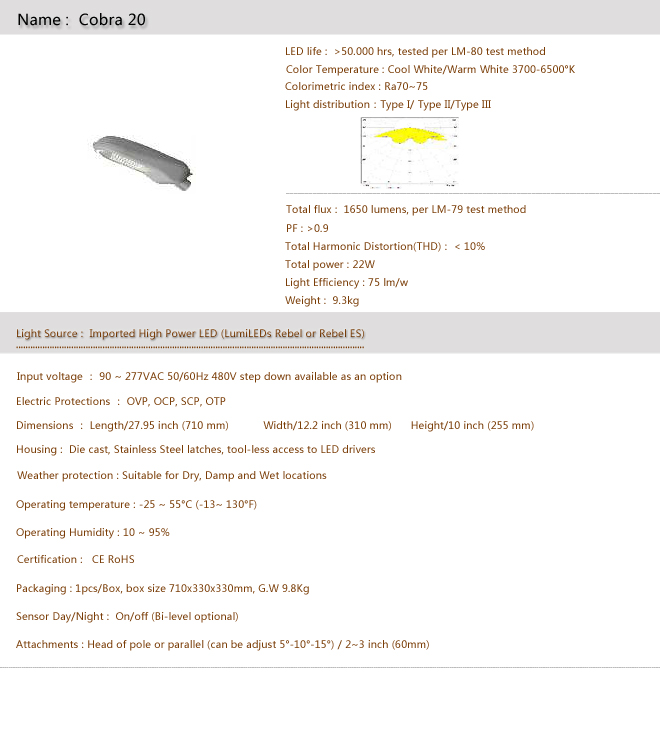 Name : Cobra 20
LED life : >50.000 hrs, tested per LM-80 test method
Color Temperature : Cool White/Warm White 3700-6500°K
Colorimetric index : Ra70~75
Light distribution : Type I/ Type II/Type III
Total flux : 1650 lumens, per LM-79 test method
PF : >0.9
Total Harmonic Distortion(THD) : < 10%
Total power : 22W
Light Efficiency : 75 lm/w
Weight : 9.3kg
Light Source : Imported High Power LED (LumiLEDs Rebel or Rebel ES)
Input voltage : 90 ~ 277VAC 50/60Hz 480V step down available as an option
Electric Protections : OVP, OCP, SCP, OTP
Dimensions : Length/27.95 inch (710 mm) Width/12.2 inch (310 mm) Height/10 inch (255 mm)
Housing : Die cast, Stainless Steel latches, tool-less access to LED drivers
Weather protection : Suitable for Dry, Damp and Wet locations
Operating temperature : -25 ~ 55°C (-13~ 130°F)
Operating Humidity : 10 ~ 95%
Certification : CE RoHS
Packaging : 1pcs/Box, box size 710x330x330mm, G.W 9.8Kg
Sensor Day/Night : On/off (Bi-level optional)
Attachments : Head of pole or parallel (can be adjust 5°-10°-15°) / 2~3 inch (60mm)